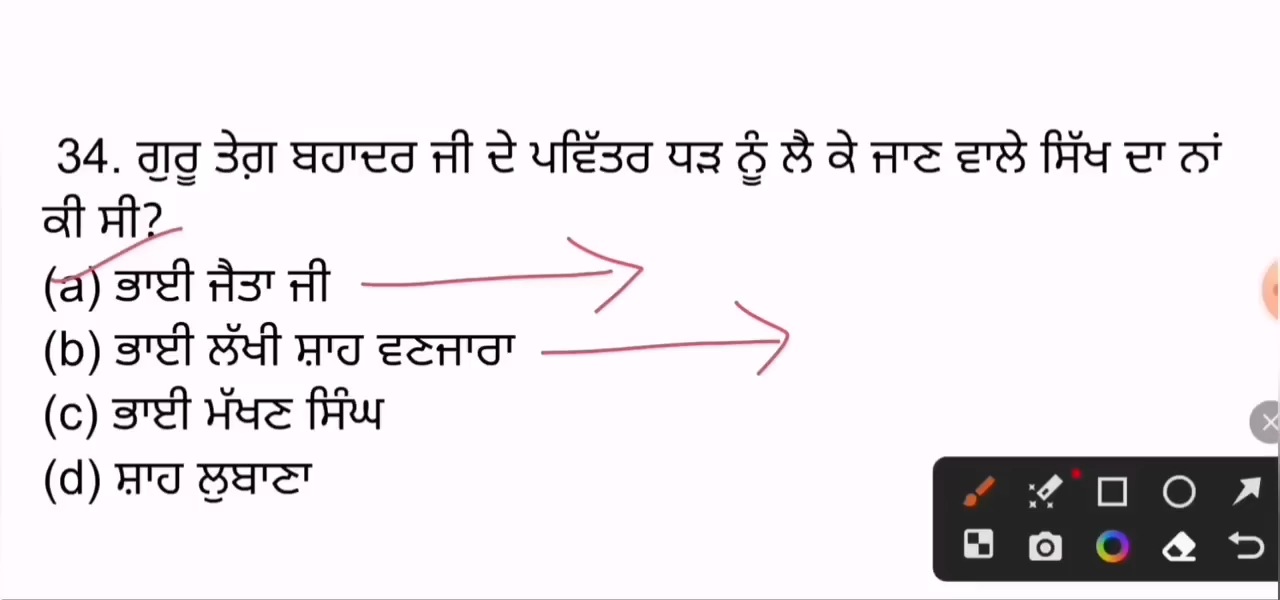 34. ਗੁਰੂ ਤੇਗ਼ ਬਹਾਦਰ ਜੀ ਦੇ ਪਵਿੱਤਰ ਧੜ ਨੂੰ ਲੈ ਕੇ ਜਾਣ ਵਾਲੇ ਸਿੱਖ ਦਾ ਨਾਂ
ਕੀ ਸੀ?
(a) ਭਾਈ ਜੈਤਾ ਜੀ
(b) ਭਾਈ ਲੱਖੀ ਸ਼ਾਹ ਵਣਜਾਰਾ
(c) ਭਾਈ ਮੱਖਣ ਸਿੰਘ
(d) ਸ਼ਾਹ ਲੁਬਾਣਾ